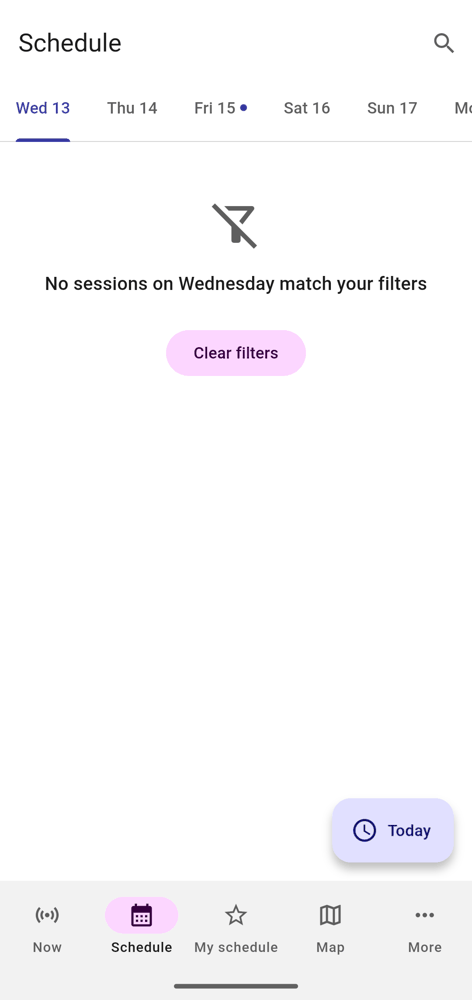 Schedule
Wed 13
Thu 14
Fri 15
Sat 16
Sun 17
Mo
No sessions on Wednesday match your filters
Clear filters
Today
Now
Schedule
My schedule
Map
More